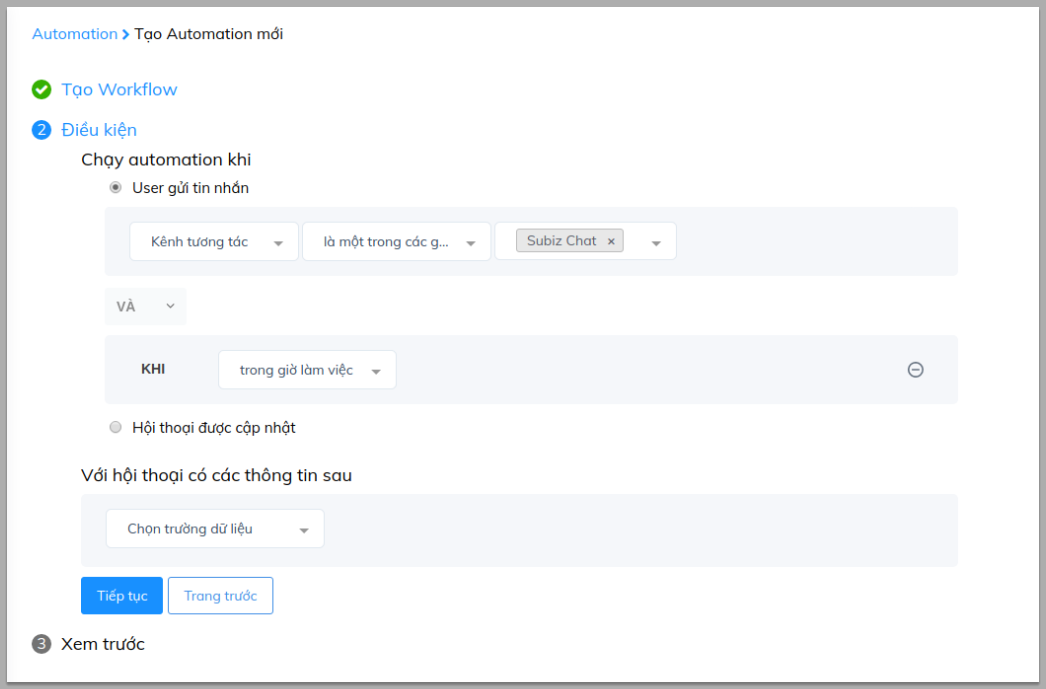 Automation > Tạo Automation mới
Tạo Workflow
2 Điều kiện
Chạy automation khi
User gửi tin nhắn
Kênh tương tác là một trong các g... Subiz Chat ×
VÀ
KHI trong giờ làm việc
Hội thoại được cập nhật
Với hội thoại có các thông tin sau
Chọn trường dữ liệu
Tiếp tục Trang trước
3 Xem trước